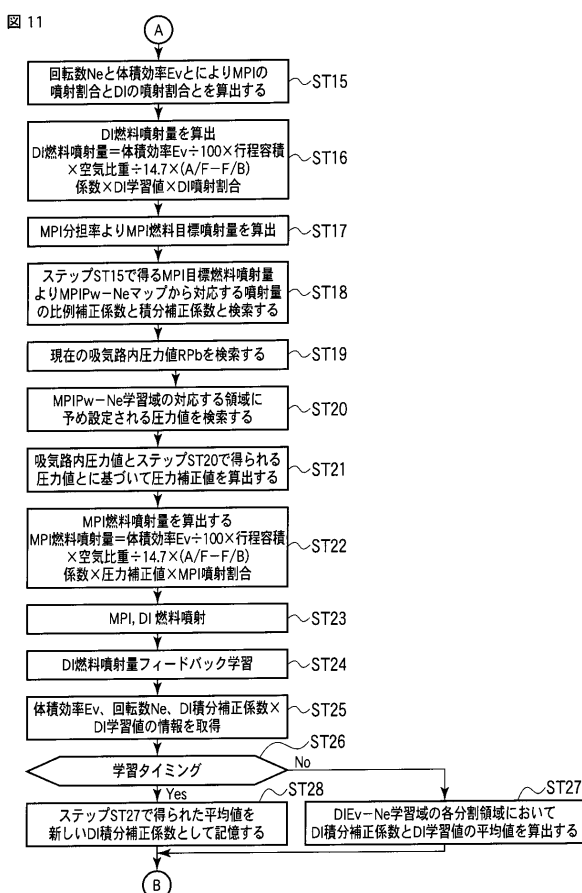 図 11
A
回転数Neと体積効率EvとによりMPIの
噴射割合とDIの噴射割合とを算出する
ST15
DI燃料噴射量を算出
DI燃料噴射量=体積効率Ev÷100×行程容積
×空気比重÷14.7×(A/F−F/B)
係数×DI学習値×DI噴射割合
ST16
MPI分担率よりMPI燃料目標噴射量を算出
ST17
ステップST15で得るMPI目標燃料噴射量
よりMPIPw−Neマップから対応する噴射量
の比例補正係数と積分補正係数と検索する
ST18
現在の吸気路内圧力値RPbを検索する
ST19
MPIPw−Ne学習域の対応する領域に
予め設定される圧力値を検索する
ST20
吸気路内圧力値とステップST20で得られる
圧力値とに基づいて圧力補正値を算出する
ST21
MPI燃料噴射量を算出する
MPI燃料噴射量=体積効率Ev÷100×行程容積
×空気比重÷14.7×(A/F−F/B)
係数×圧力補正値×MPI噴射割合
ST22
MPI, DI 燃料噴射
ST23
DI燃料噴射量フィードバック学習
ST24
体積効率Ev、回転数Ne、DI積分補正係数×
DI学習値の情報を取得
ST25
学習タイミング
ST26
No
Yes
ステップST27で得られた平均値を
新しいDI積分補正係数として記憶する
ST28
DIEv−Ne学習域の各分割領域において
DI積分補正係数とDI学習値の平均値を算出する
ST27
B